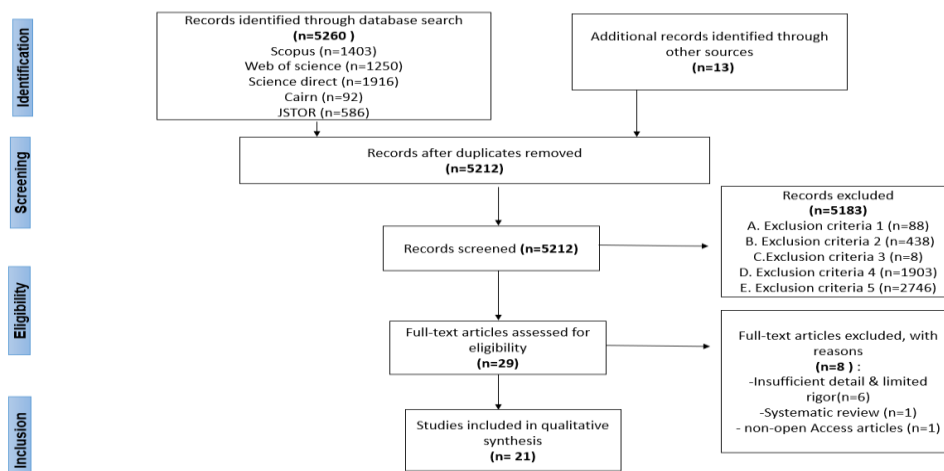 Identification
Records identified through database search
(n=5260 )
Scopus (n=1403)
Web of science (n=1250)
Science direct (n=1916)
Cairn (n=92)
JSTOR (n=586)
Additional records identified through
other sources
(n=13)
Screening
Records after duplicates removed
(n=5212)
Records screened (n=5212)
Records excluded
(n=5183)
A. Exclusion criteria 1 (n=88)
B. Exclusion criteria 2 (n=438)
C.Exclusion criteria 3 (n=8)
D. Exclusion criteria 4 (n=1903)
E. Exclusion criteria 5 (n=2746)
Eligibility
Full-text articles assessed for
eligibility
(n=29)
Full-text articles excluded, with
reasons
(n=8 ) :
-Insufficient detail & limited
rigor(n=6)
-Systematic review (n=1)
- non-open Access articles (n=1)
Inclusion
Studies included in qualitative
synthesis
(n= 21)